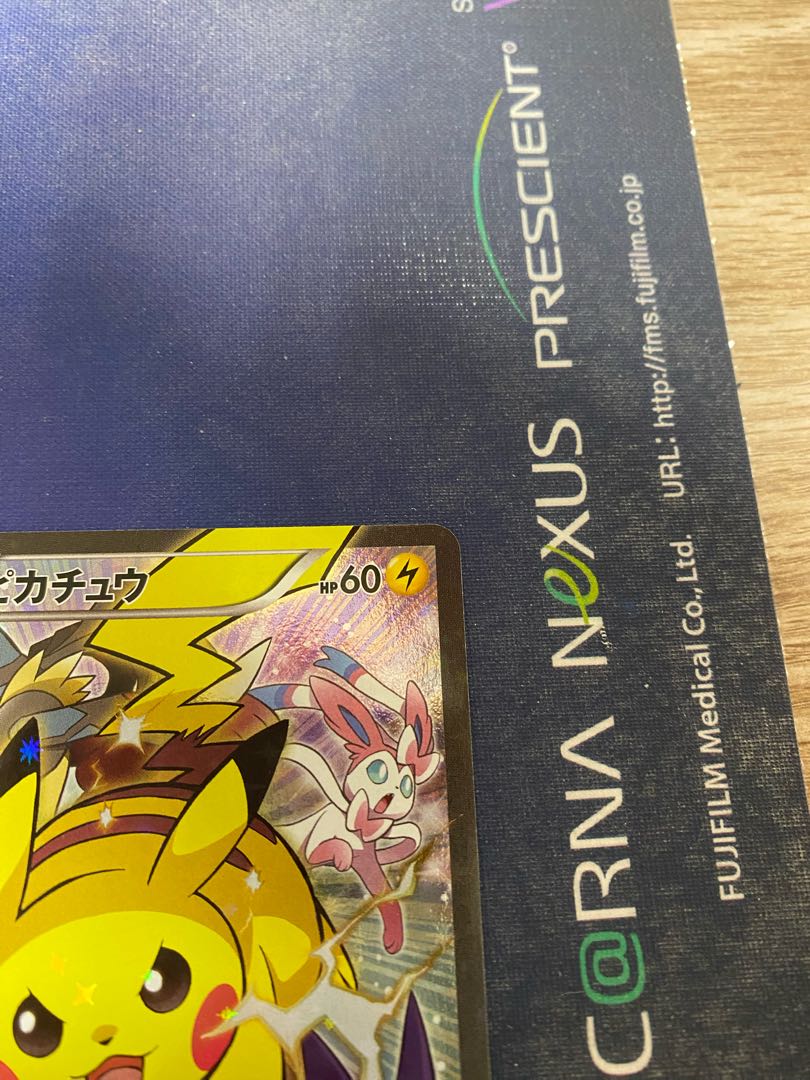 ピカチュウ HP60
C@RNA NeXUS PRESCIENT®
FUJIFILM Medical Co., Ltd. URL: http://fms.fujifilm.co.jp